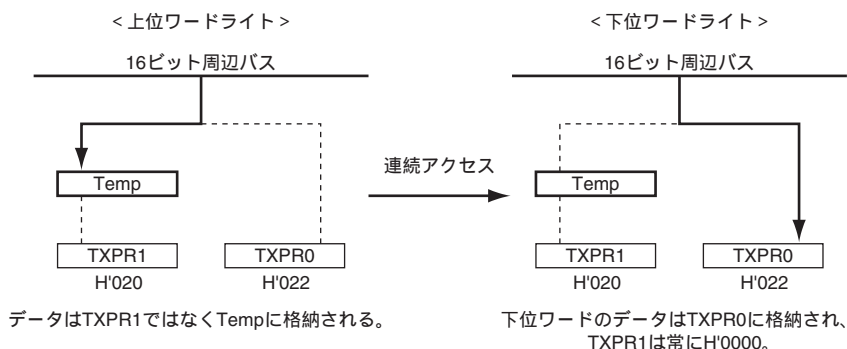 <上位ワードライト>
16ビット周辺バス
Temp
TXPR1
H'020
TXPR0
H'022
データはTXPR1ではなくTempに格納される。
連続アクセス
<下位ワードライト>
16ビット周辺バス
Temp
TXPR1
H'020
TXPR0
H'022
下位ワードのデータはTXPR0に格納され、
TXPR1は常にH'0000。